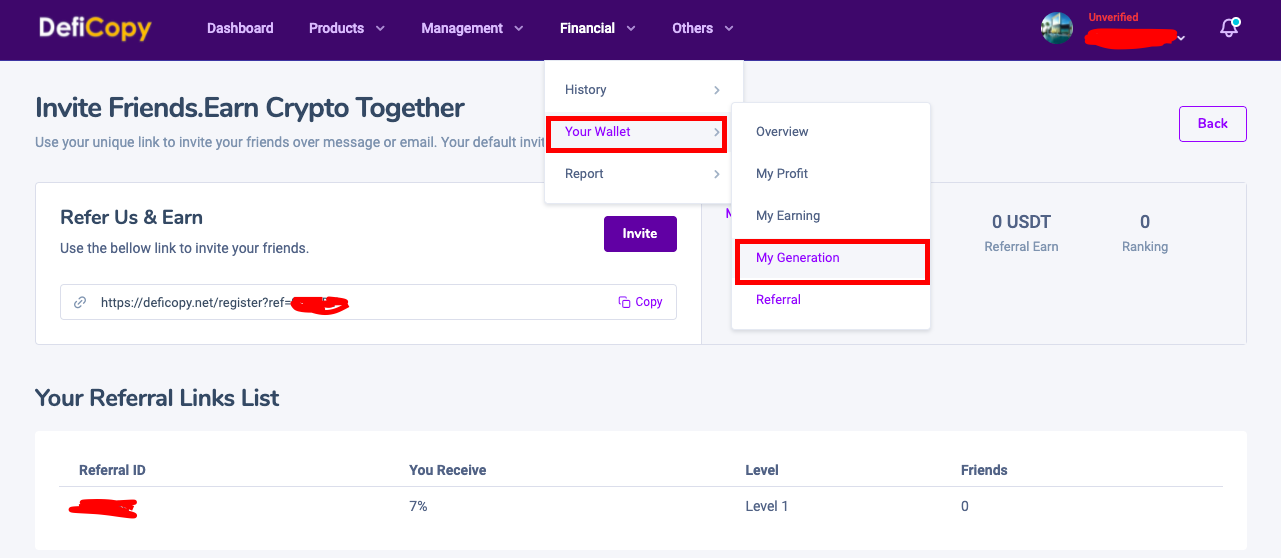 DefiCopy
Dashboard
Products
Management
Financial
Others
Unverified
History
Your Wallet
Report
Overview
My Profit
My Earning
My Generation
Referral
Invite Friends.Earn Crypto Together
Use your unique link to invite your friends over message or email. Your default
Back
Refer Us & Earn
Use the bellow link to invite your friends.
Invite
https://deficopy.net/register?ref=
Copy
0 USDT
Referral Earn
0
Ranking
Your Referral Links List
Referral ID You Receive Level Friends
7% Level 1 0